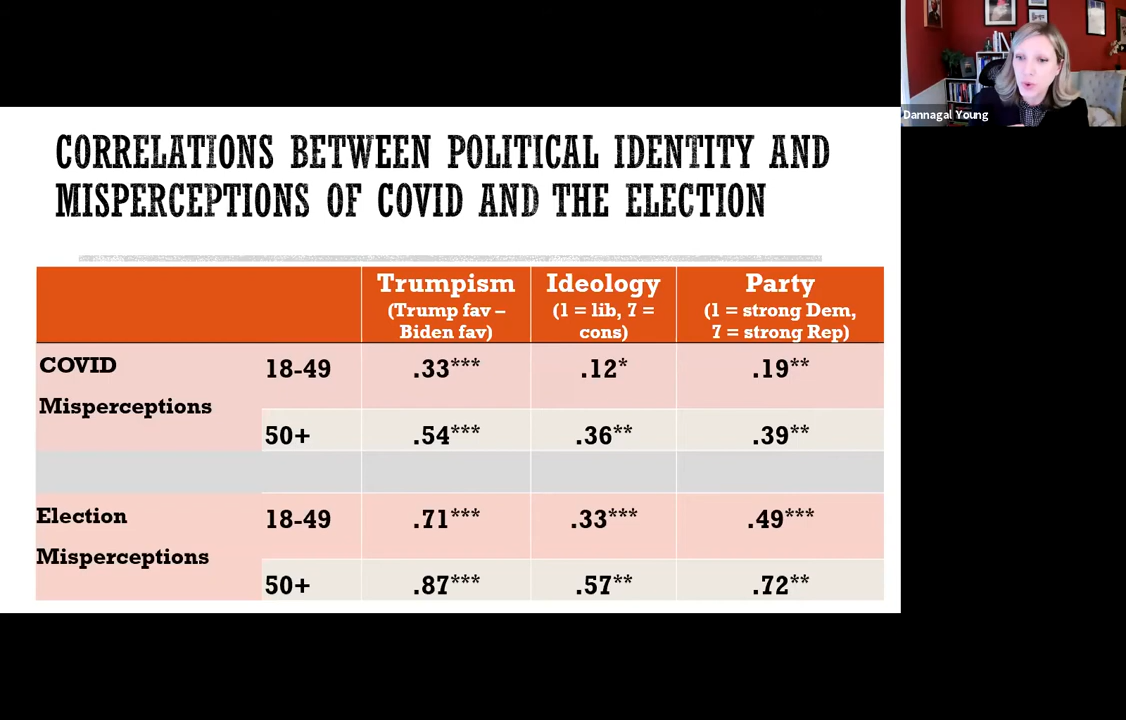 Dannagal Young
CORRELATIONS BETWEEN POLITICAL IDENTITY AND
MISPERCEPTIONS OF COVID AND THE ELECTION
Trumpism Ideology Party
(Trump fav – (1 = lib, 7 = (1 = strong Dem,
Biden fav) cons) 7 = strong Rep)
COVID 18-49 .33*** .12* .19**
Misperceptions
50+ .54*** .36** .39**
Election 18-49 .71*** .33*** .49***
Misperceptions
50+ .87*** .57** .72**